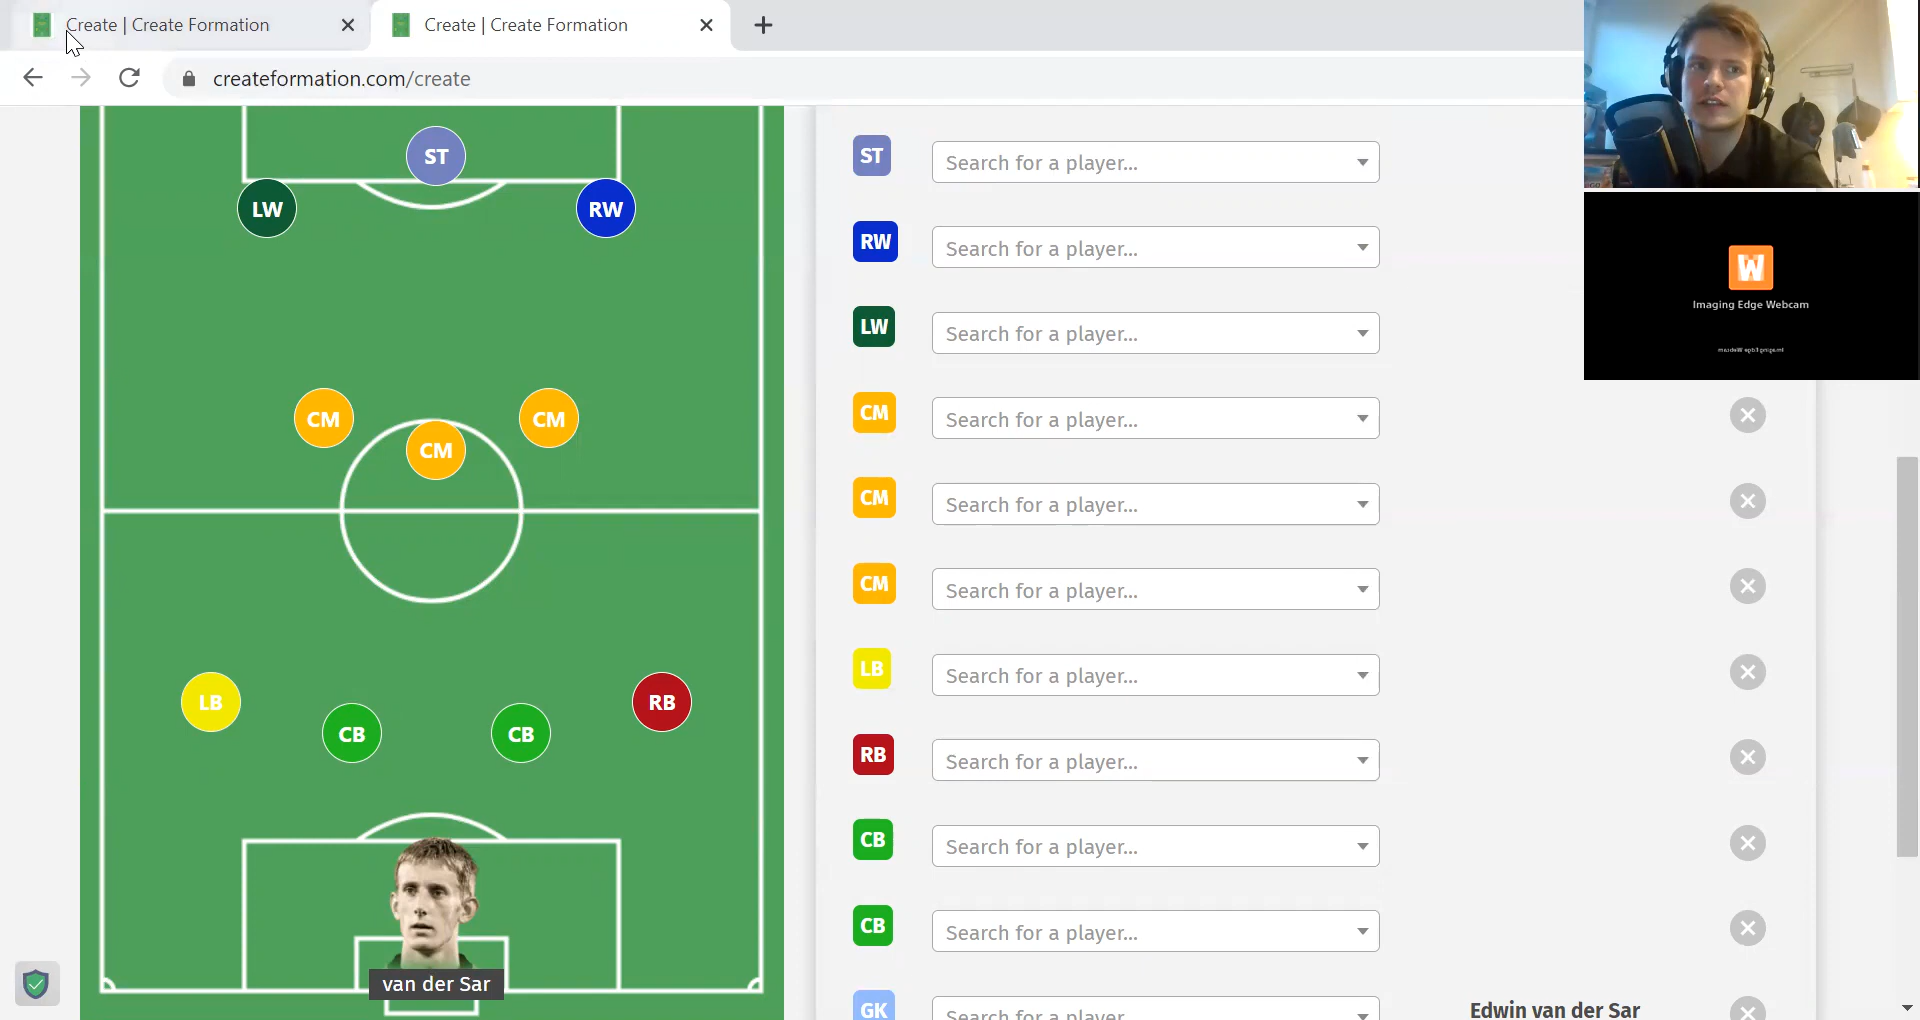 Create | Create Formation
Create | Create Formation
createformation.com/create
ST
LW
RW
CM
CM
CM
LB
CB
CB
RB
van der Sar
ST
Search for a player...
RW
Search for a player...
LW
Search for a player...
CM
Search for a player...
CM
Search for a player...
CM
Search for a player...
LB
Search for a player...
RB
Search for a player...
CB
Search for a player...
CB
Search for a player...
GK
Search for a player
Edwin van der Sar
W
Imaging Edge Webcam